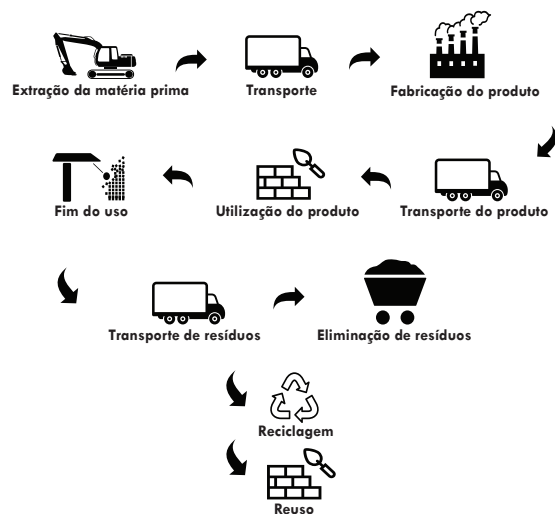 Extração da matéria prima
Transporte
Fabricação do produto
Transporte do produto
Utilização do produto
Fim do uso
Transporte de resíduos
Eliminação de resíduos
Reciclagem
Reuso